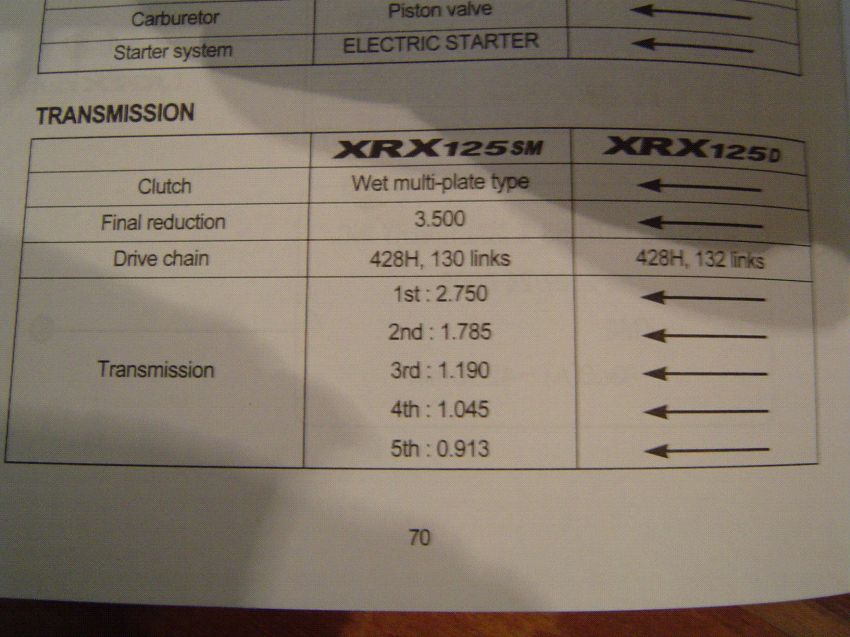 Carburetor Piston valve ←
Starter system ELECTRIC STARTER ←
TRANSMISSION
XRX125SM XRX125D
Clutch Wet multi-plate type ←
Final reduction 3.500 ←
Drive chain 428H, 130 links 428H, 132 links
Transmission
1st : 2.750 ←
2nd : 1.785 ←
3rd : 1.190 ←
4th : 1.045 ←
5th : 0.913 ←
70